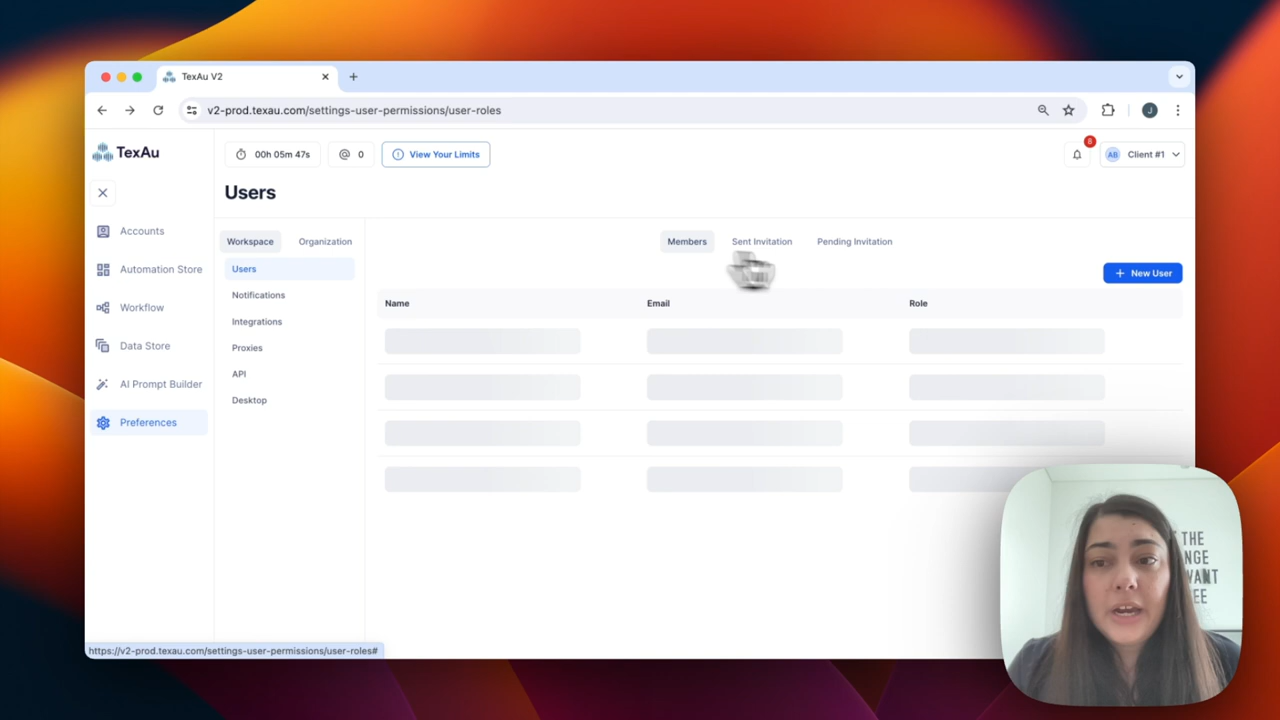 TexAu V2
v2-prod.texau.com/settings-user-permissions/user-roles
J
TexAu
00h 05m 47s
@ 0
View Your Limits
8
AB
Client #1
Users
Accounts
Automation Store
Workflow
Data Store
AI Prompt Builder
Preferences
Workspace
Organization
Users
Notifications
Integrations
Proxies
API
Desktop
Members
Sent Invitation
Pending Invitation
+ New User
Name
Email
Role
THE
NGE
WANT
EE
https://v2-prod.texau.com/settings-user-permissions/user-roles#